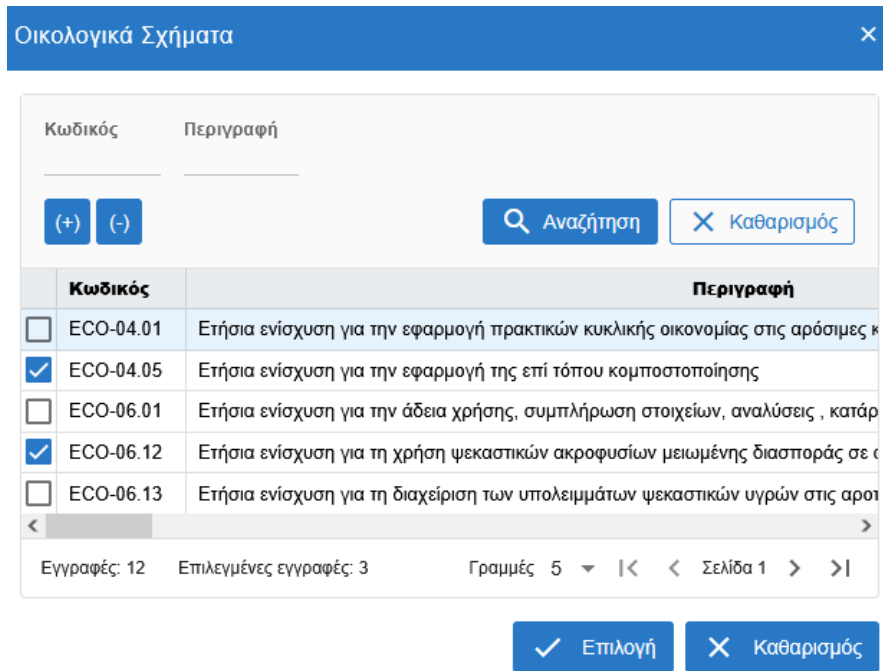 Οικολογικά Σχήματα
Κωδικός Περιγραφή
(+) (-) Αναζήτηση Καθαρισμός
Κωδικός Περιγραφή
ECO-04.01 Ετήσια ενίσχυση για την εφαρμογή πρακτικών κυκλικής οικονομίας στις αρόσιμες
ECO-04.05 Ετήσια ενίσχυση για την εφαρμογή της επί τόπου κομποστοποίησης
ECO-06.01 Ετήσια ενίσχυση για την άδεια χρήσης, συμπλήρωση στοιχείων, αναλύσεις , κατάρ
ECO-06.12 Ετήσια ενίσχυση για τη χρήση ψεκαστικών ακροφυσίων μειωμένης διασποράς σε
ECO-06.13 Ετήσια ενίσχυση για τη διαχείριση των υπολειμμάτων ψεκαστικών υγρών στις αροτ
Εγγραφές: 12 Επιλεγμένες εγγραφές: 3 Γραμμές 5 Σελίδα 1
Επιλογή Καθαρισμός